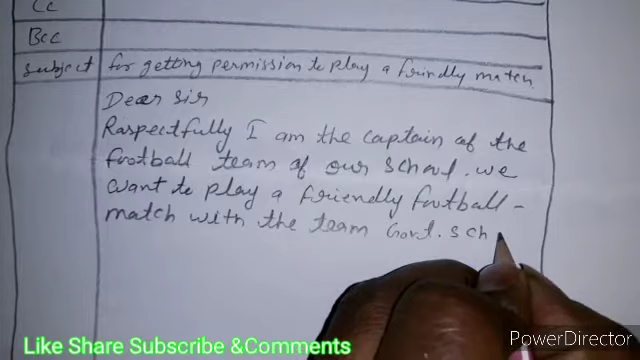 Cc
Bcc
Subject for getting permission to play a frindly match.
Dear sir
Raspectfully I am the captain of the
football team of our school. we
want to play a friendly football -
match with the team Govt. sch
Like Share Subscribe &Comments
PowerDirector